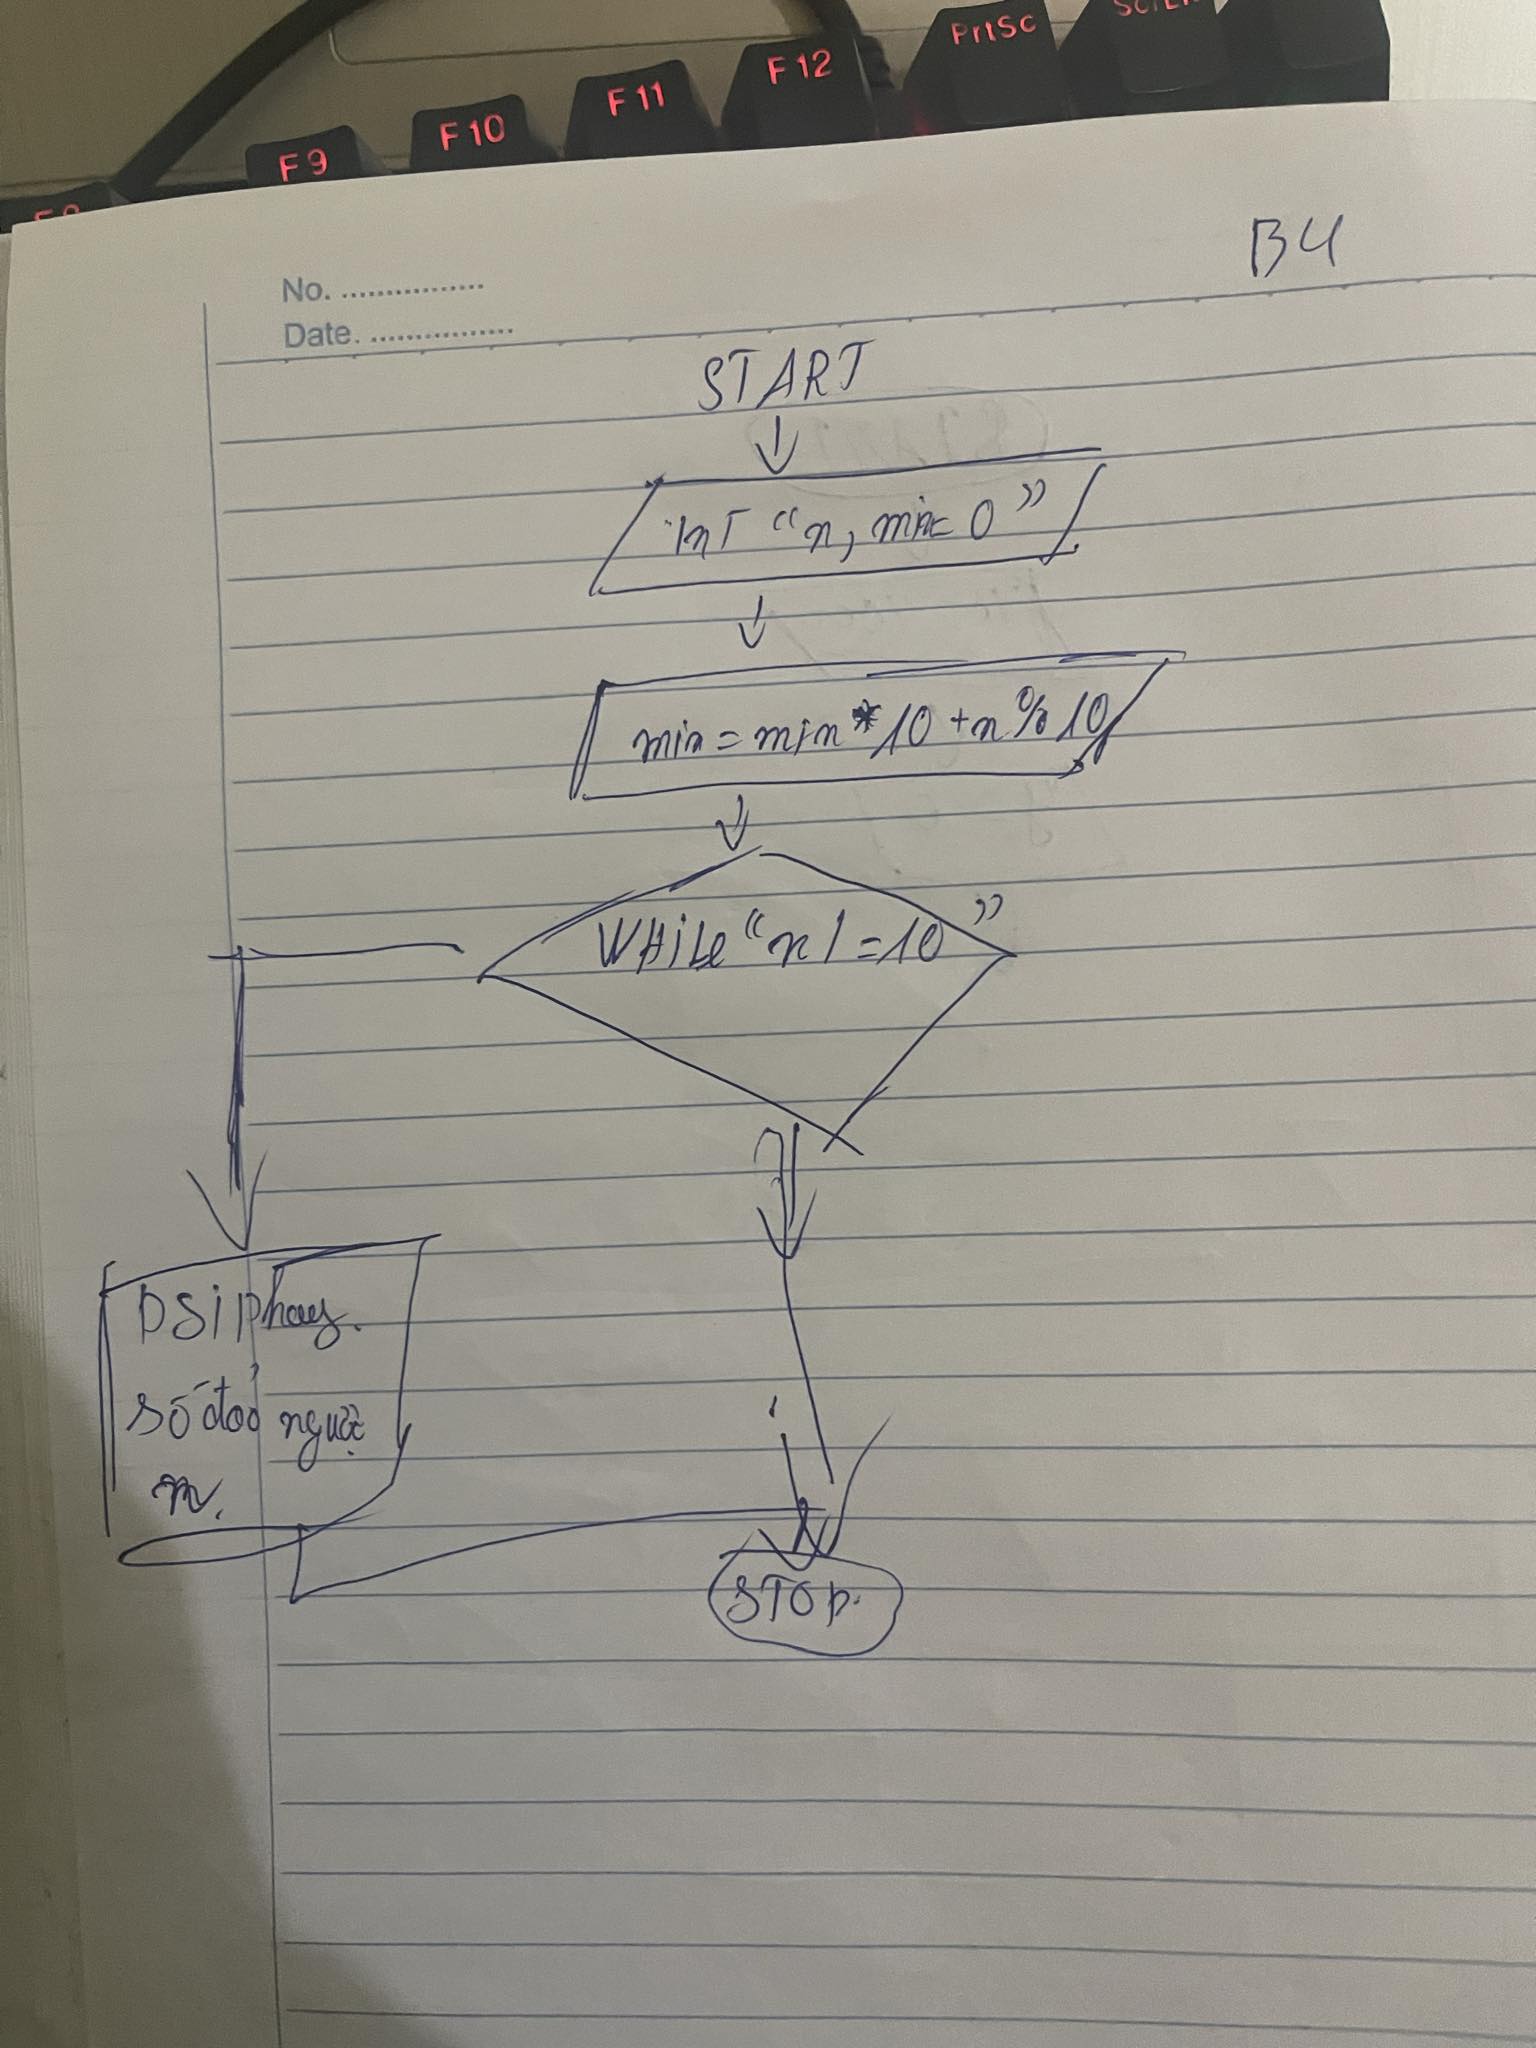 F9
F10
F11
F12
PrtSc
B4
No. ................
Date. ................
START
INT “n, min= 0”
min = min * 10 + n % 10
WHiLe “n != 10”
DSiphay.
số đảo người
n.
STOP.